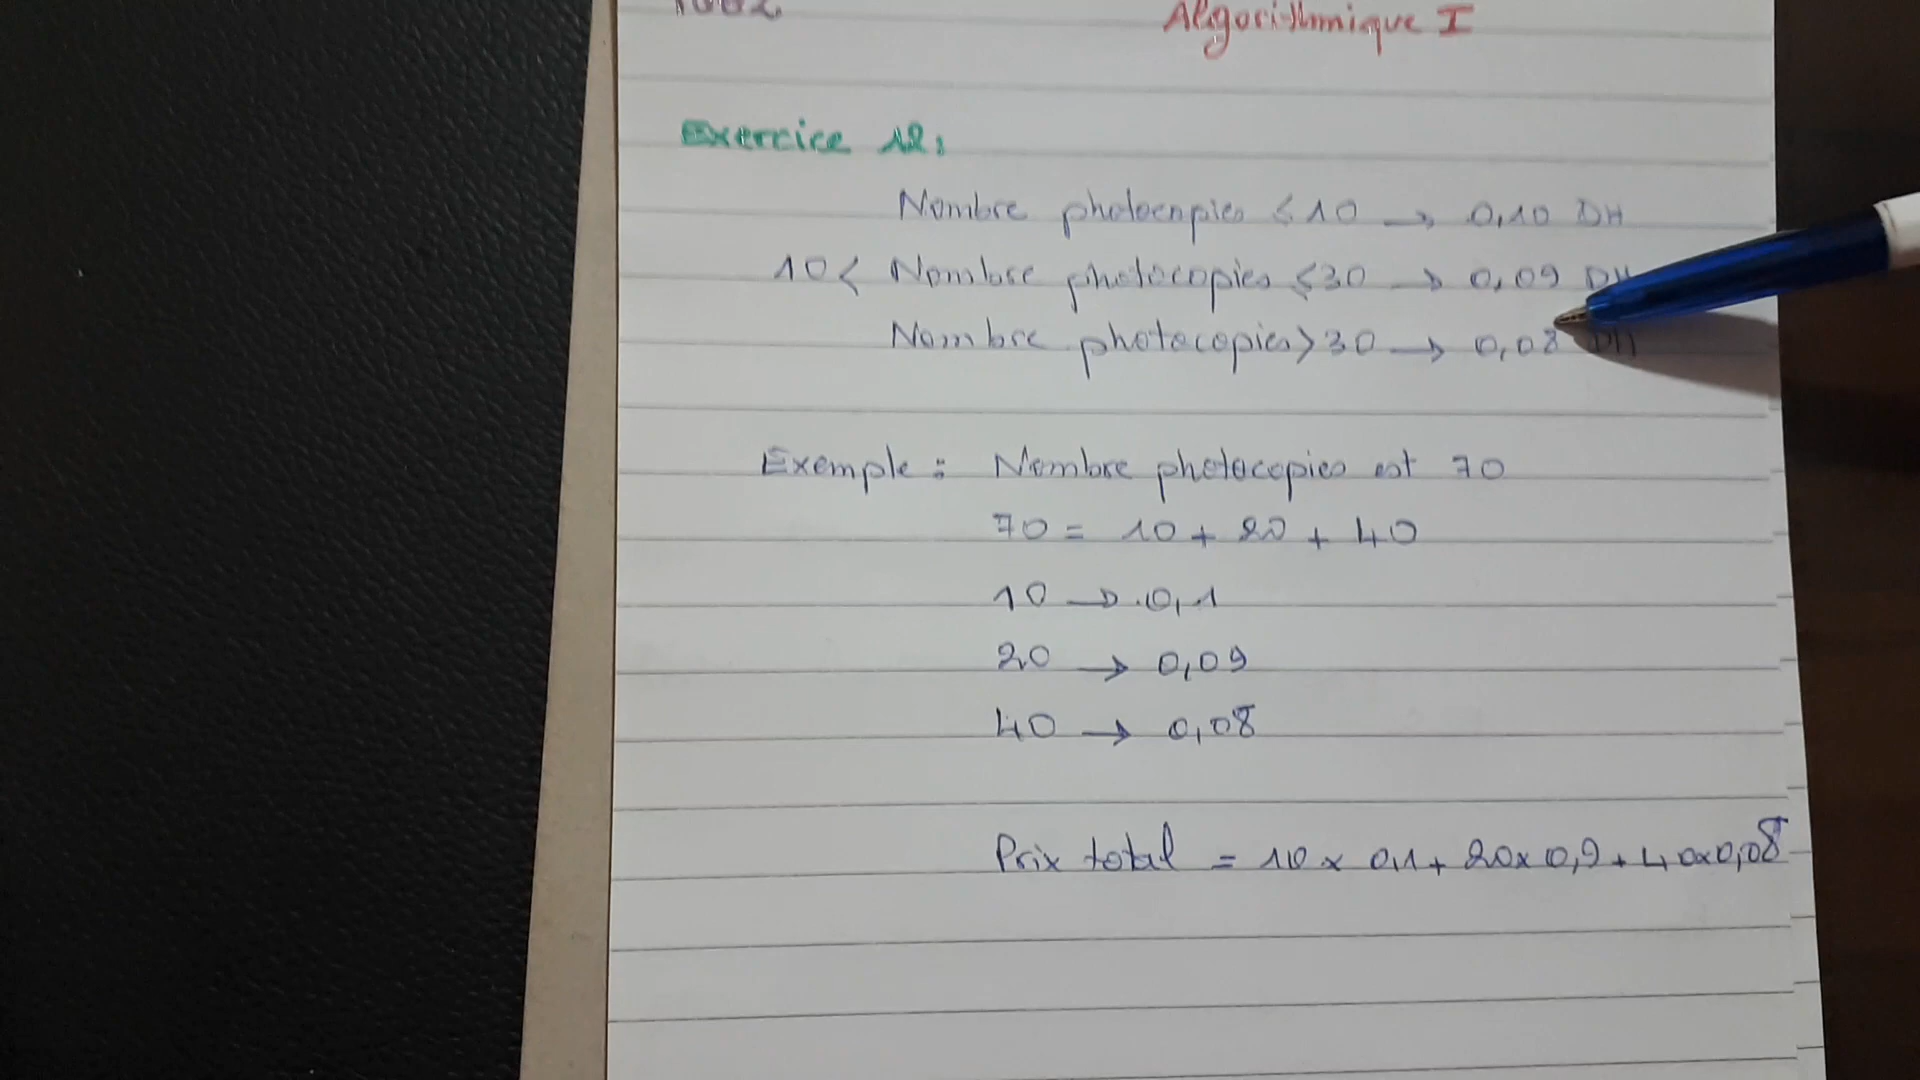 Algorithmique I
Exercice 12:
Nombre photocopies ≤ 10 → 0,10 DH
10 < Nombre photocopies ≤ 30 → 0,09 DH
Nombre photocopies > 30 → 0,08 DH
Exemple : Nombre photocopies est 70
70 = 10 + 20 + 40
10 → 0,1
20 → 0,09
40 → 0,08
Prix total = 10 x 0,1 + 20 x 0,9 + 40 x 0,08